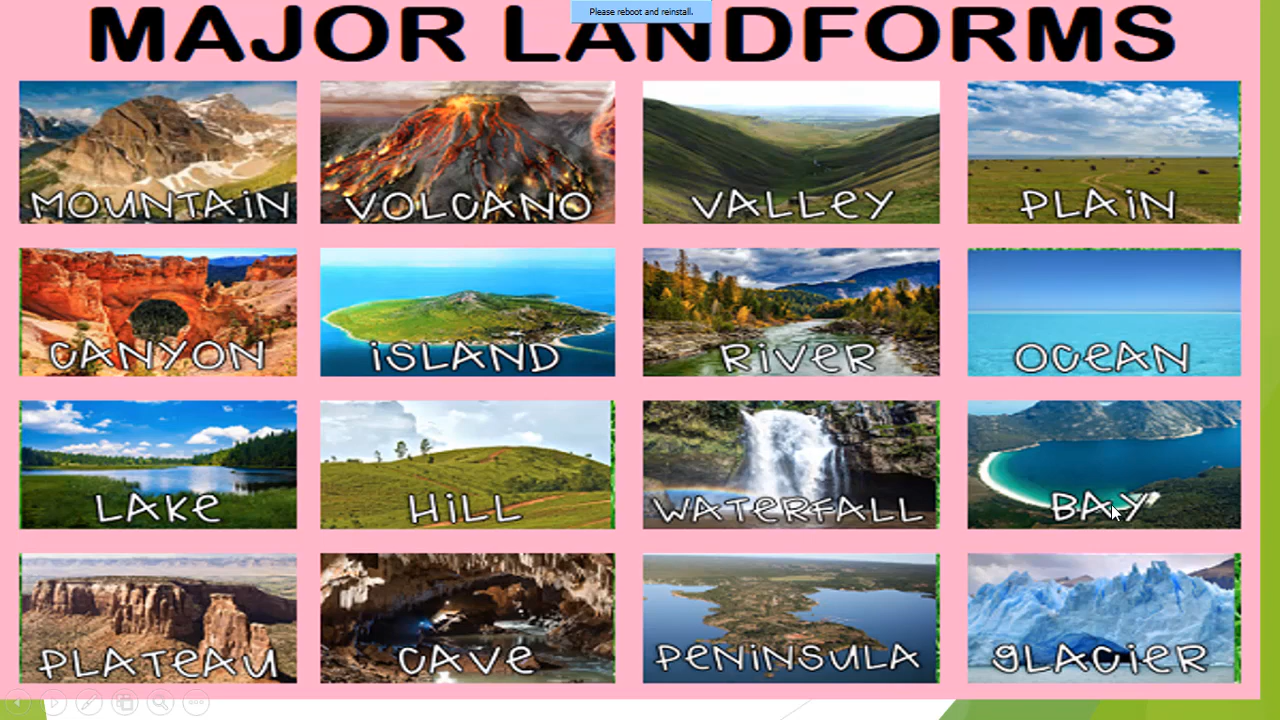 Please reboot and reinstall.
MAJOR LANDFORMS
MOUNTAiN
VOLCANO
VALLeY
PLAiN
CANYON
iSLAND
RiVeR
OCeAN
LAKe
HiLL
WATeRFALL
BAY
PLATeAU
CAVe
PeNiNSULA
gLACieR